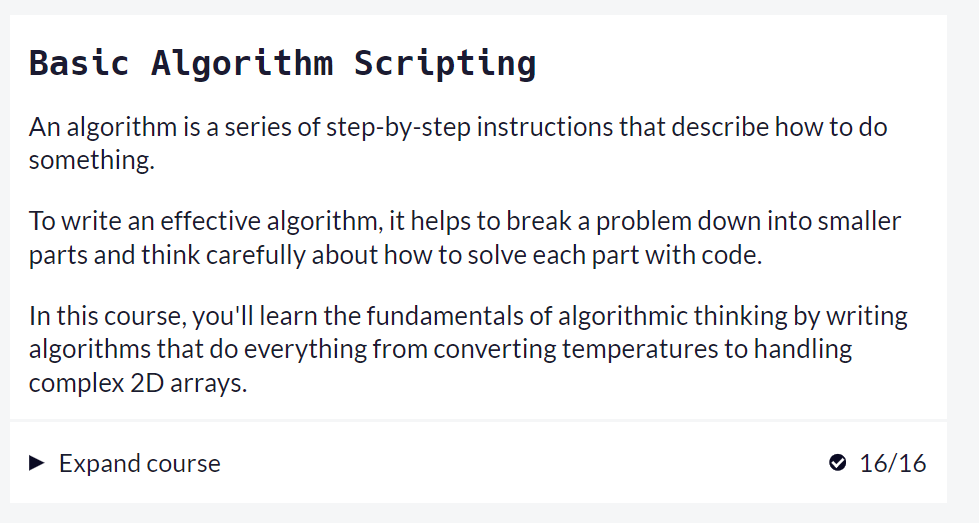 Basic Algorithm Scripting
An algorithm is a series of step-by-step instructions that describe how to do
something.
To write an effective algorithm, it helps to break a problem down into smaller
parts and think carefully about how to solve each part with code.
In this course, you'll learn the fundamentals of algorithmic thinking by writing
algorithms that do everything from converting temperatures to handling
complex 2D arrays.
Expand course 16/16